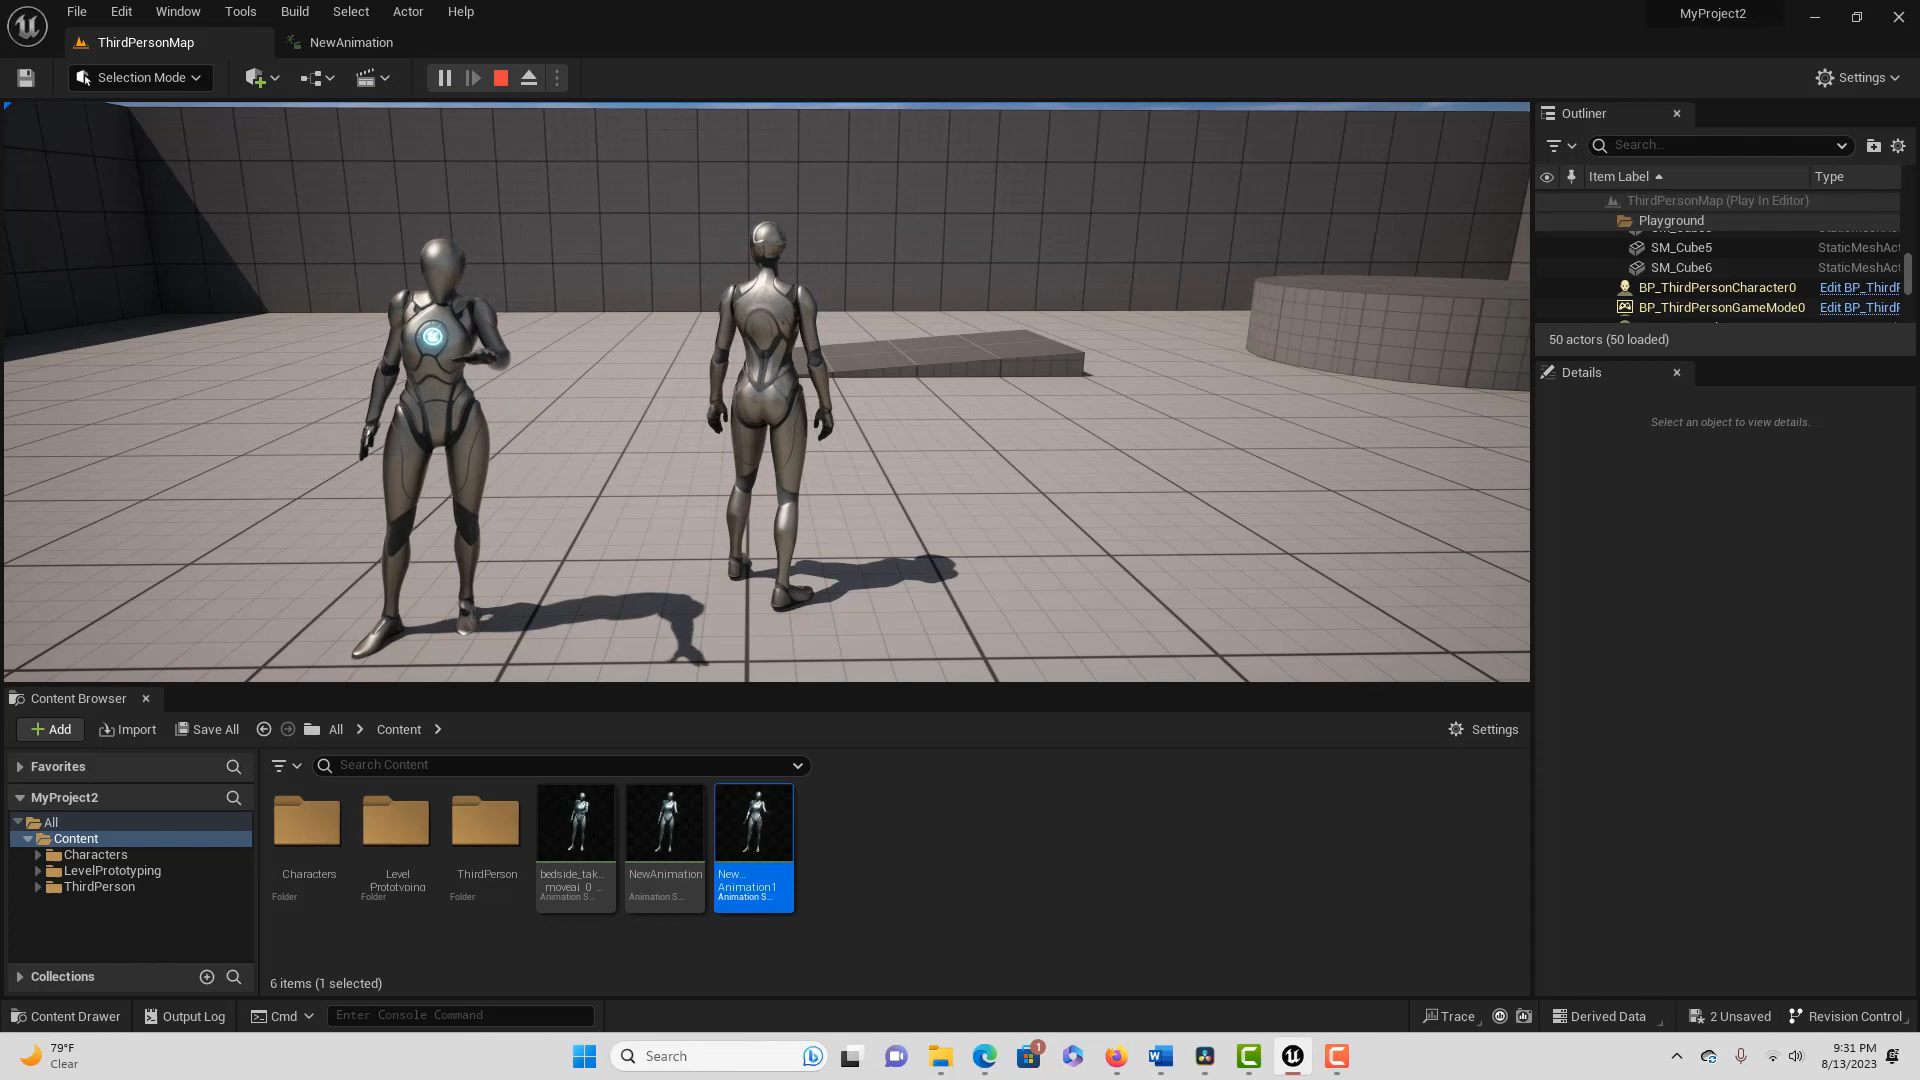 File Edit Window Tools Build Select Actor Help
MyProject2
ThirdPersonMap
NewAnimation
Selection Mode
Settings
Outliner
Search...
Item Label
Type
ThirdPersonMap (Play In Editor)
Playground
SM_Cube5
StaticMeshAct
SM_Cube6
StaticMeshAct
BP_ThirdPersonCharacter0
Edit BP_ThirdP
BP_ThirdPersonGameMode0
Edit BP_ThirdP
50 actors (50 loaded)
Details
Select an object to view details.
Content Browser
Add
Import
Save All
All
Content
Settings
Favorites
Search Content
MyProject2
All
Content
Characters
LevelPrototyping
ThirdPerson
Characters
Folder
Level
Prototyping
Folder
ThirdPerson
Folder
bedside_tak...
_moveai_0_...
Animation S...
NewAnimation
Animation S...
New...
Animation1
Animation S...
Collections
6 items (1 selected)
Content Drawer
Output Log
Cmd
Enter Console Command
Trace
Derived Data
2 Unsaved
Revision Control
79°F
Clear
Search
1
9:31 PM
8/13/2023